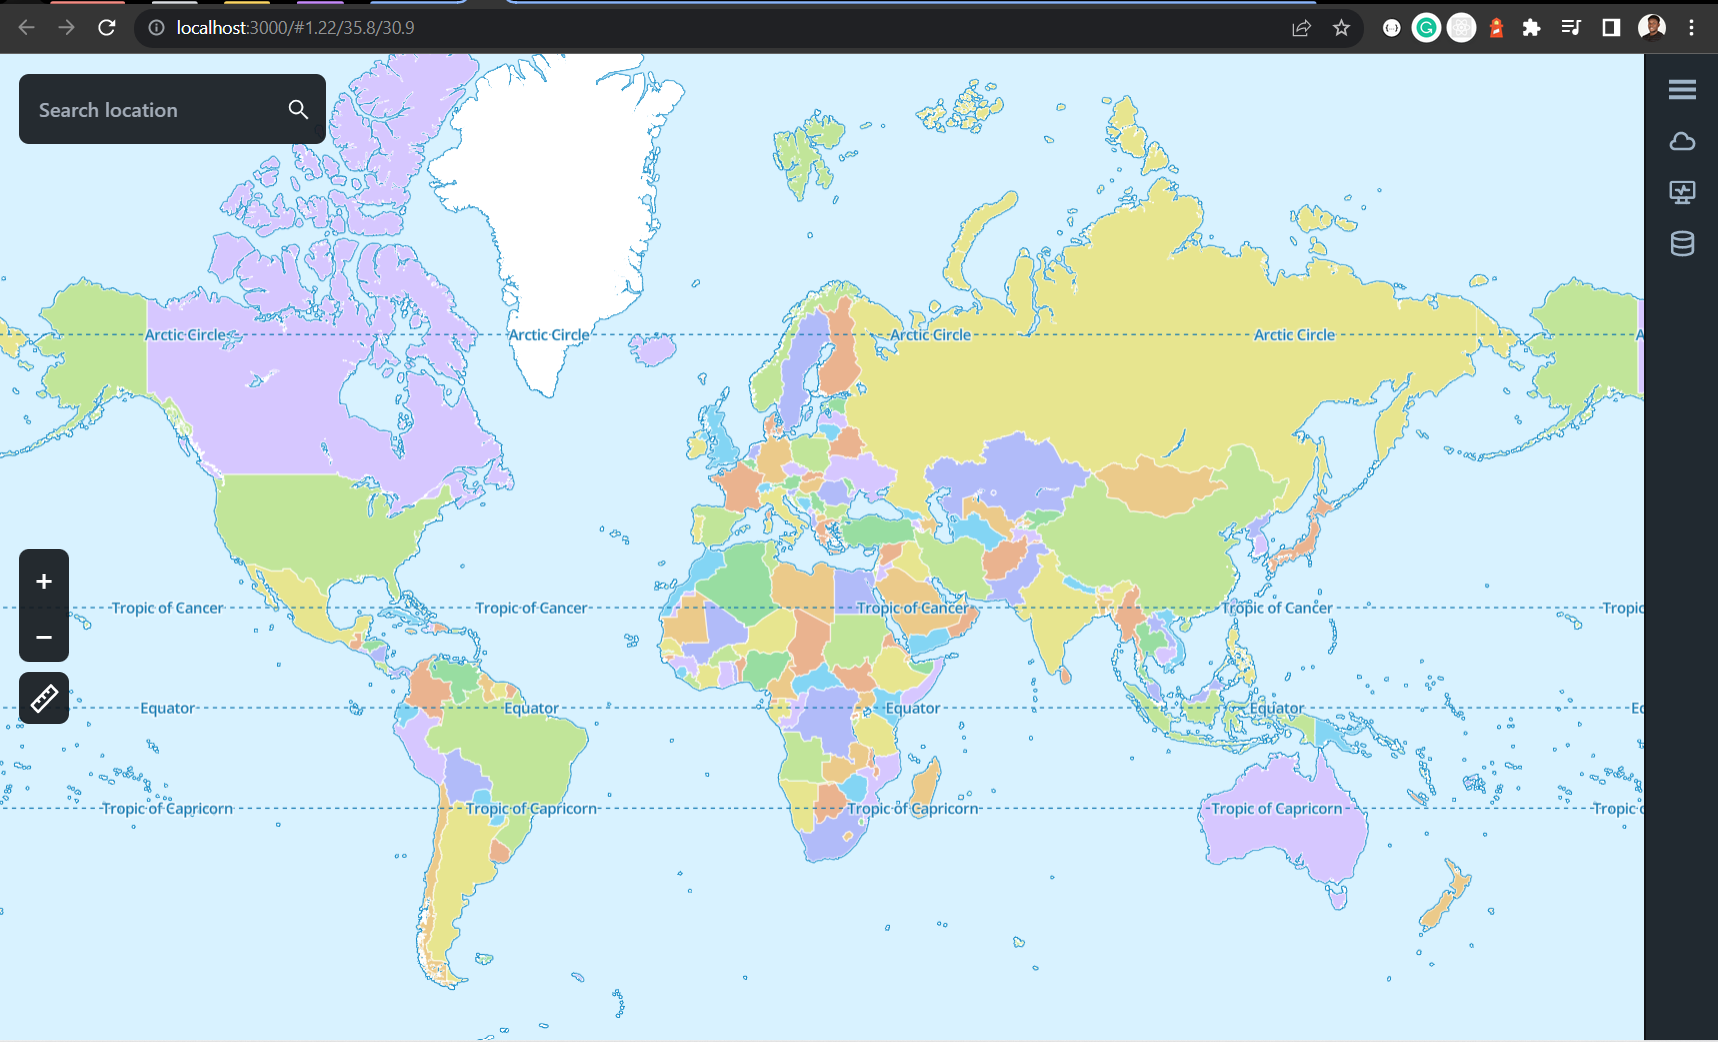 localhost:3000/#1.22/35.8/30.9
Search location
Arctic Circle Arctic Circle Arctic Circle Arctic Circle A
+
Tropic of Cancer Tropic of Cancer Tropic of Cancer Tropic of Cancer Tropic
−
Equator Equator Equator Equator Ec
Tropic of Capricorn Tropic of Capricorn Tropic of Capricorn Tropic of Capricorn Tropic c